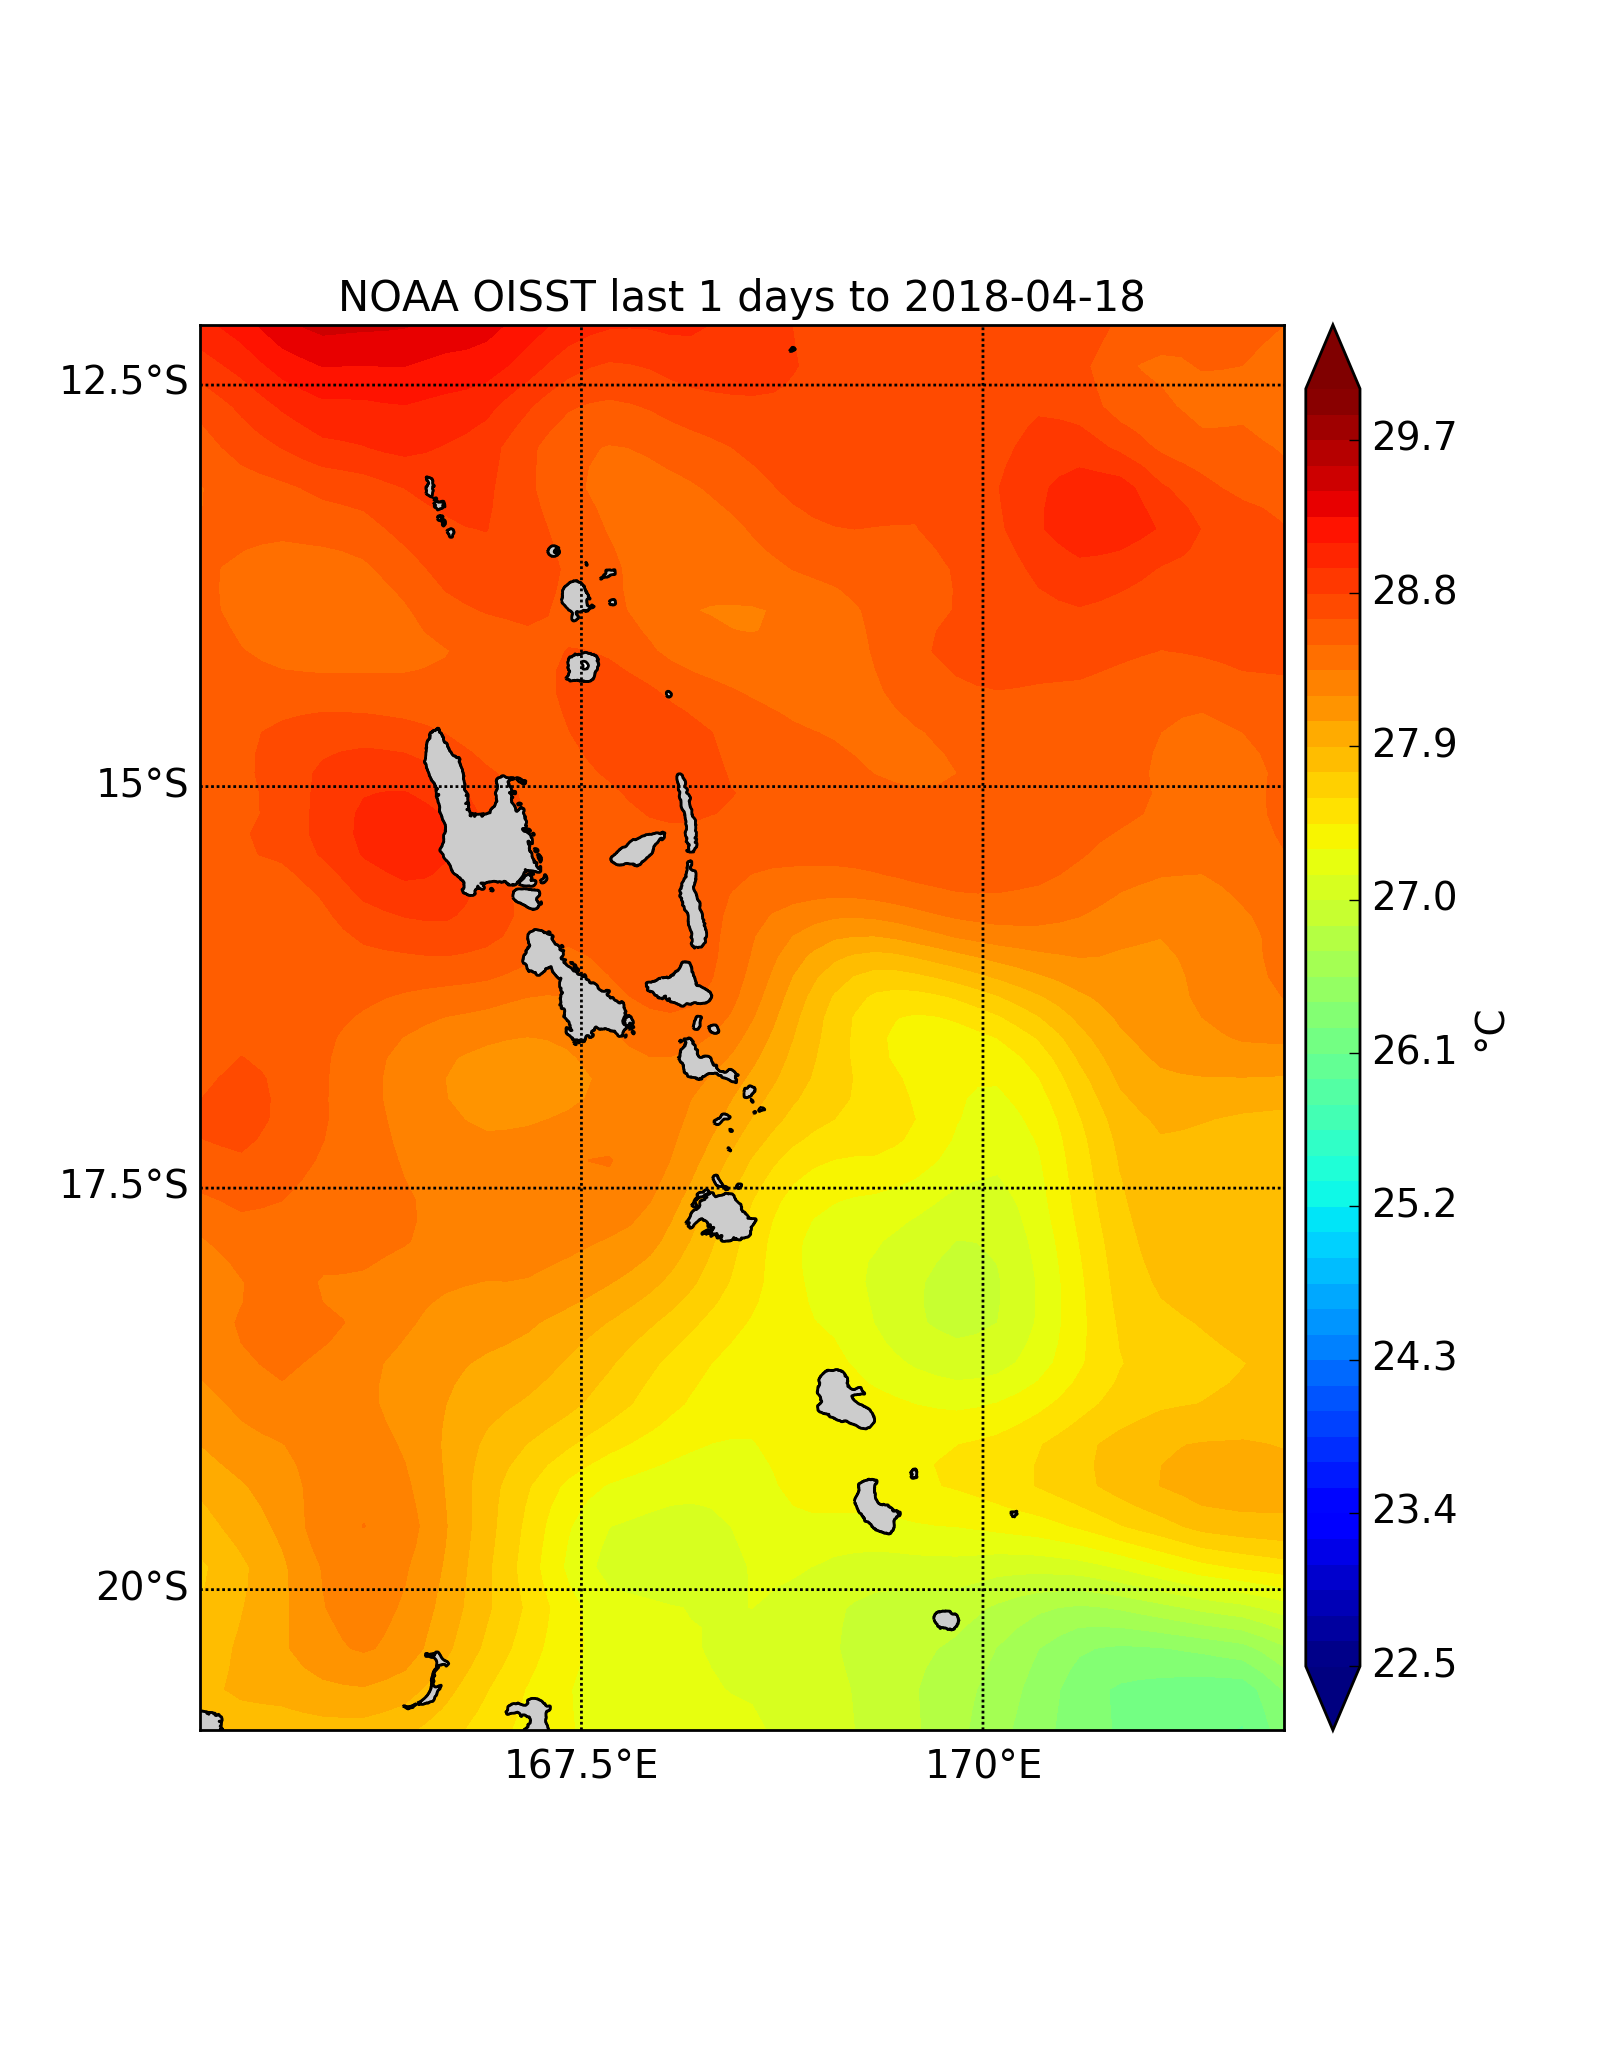 NOAA OISST last 1 days to 2018-04-18
12.5°S
15°S
17.5°S
20°S
167.5°E
170°E
29.7
28.8
27.9
27.0
26.1
25.2
24.3
23.4
22.5
°C